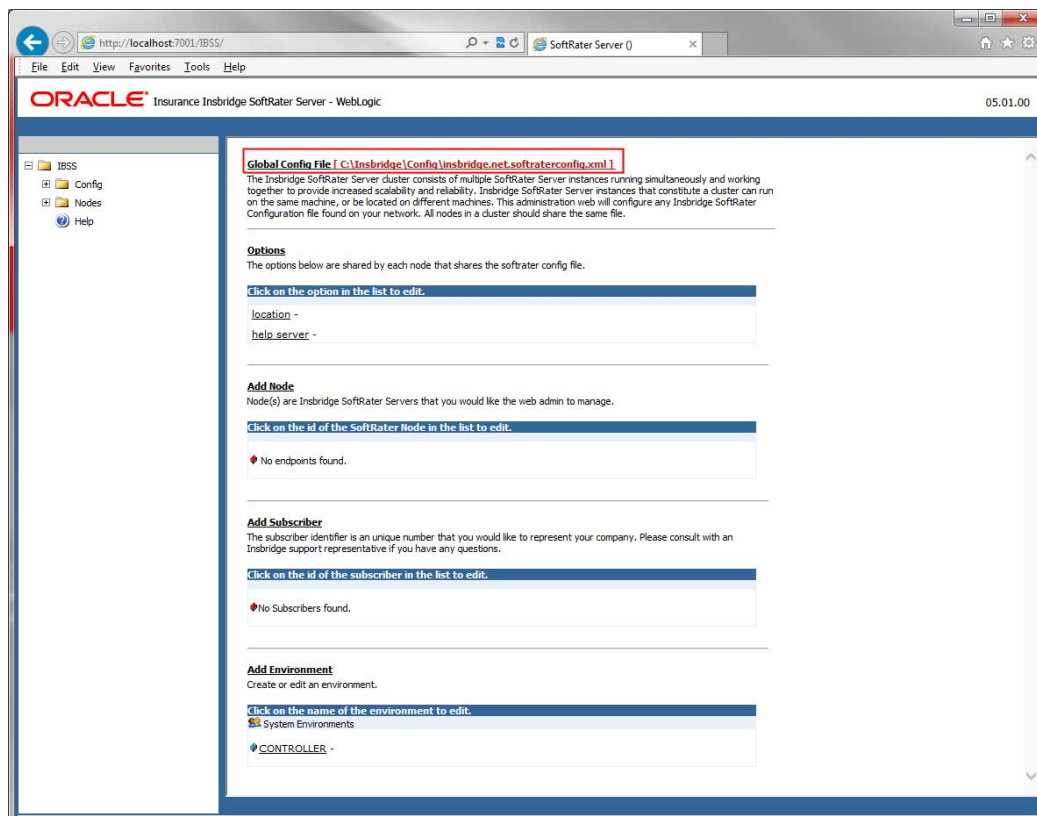 http://localhost:7001/IBSS/
SoftRater Server ()
File Edit View Favorites Tools Help
ORACLE Insurance Insbridge SoftRater Server - WebLogic
05.01.00
IBSS
Config
Nodes
Help
Global Config File [ C:\Insbridge\Config\insbridge.net.softraterconfig.xml ]
The Insbridge SoftRater Server cluster consists of multiple SoftRater Server instances running simultaneously and working
together to provide increased scalability and reliability. Insbridge SoftRater Server instances that constitute a cluster can run
on the same machine, or be located on different machines. This administration web will configure any Insbridge SoftRater
Configuration file found on your network. All nodes in a cluster should share the same file.
Options
The options below are shared by each node that shares the softrater config file.
Click on the option in the list to edit.
location -
help server -
Add Node
Node(s) are Insbridge SoftRater Servers that you would like the web admin to manage.
Click on the id of the SoftRater Node in the list to edit.
No endpoints found.
Add Subscriber
The subscriber identifier is an unique number that you would like to represent your company. Please consult with an
Insbridge support representative if you have any questions.
Click on the id of the subscriber in the list to edit.
No Subscribers found.
Add Environment
Create or edit an environment.
Click on the name of the environment to edit.
System Environments
CONTROLLER -